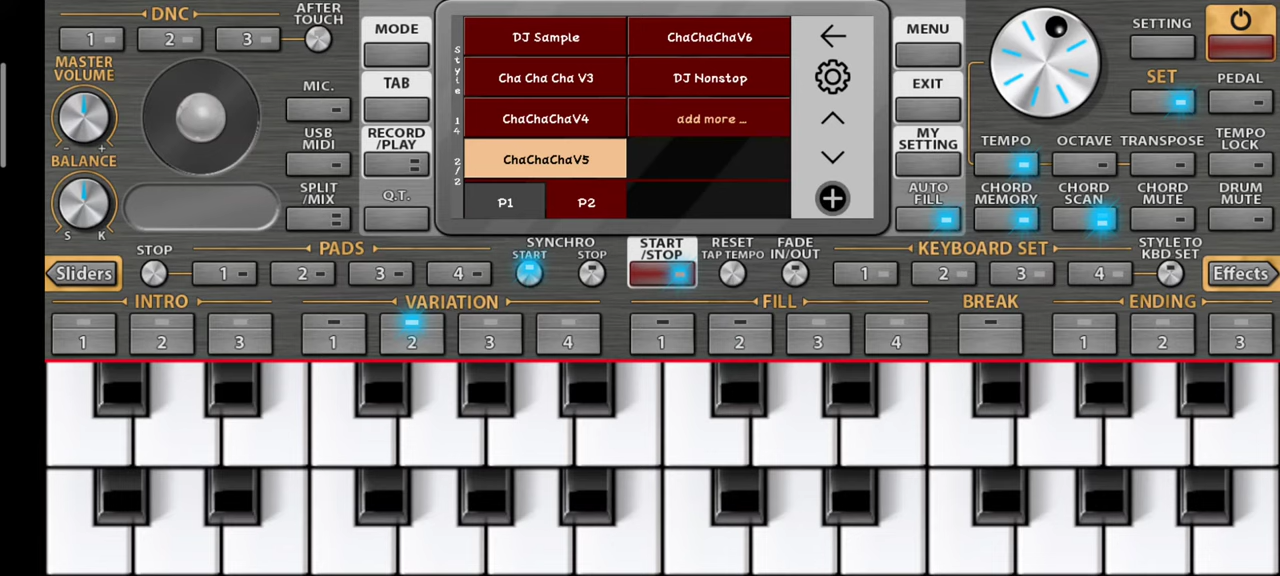 DNC
AFTER
TOUCH
1
2
3
MASTER
VOLUME
- +
BALANCE
S K
MIC.
USB
MIDI
SPLIT
/MIX
MODE
TAB
RECORD
/PLAY
Q.T.
Style
14
2/2
DJ Sample
ChaChaChaV6
Cha Cha Cha V3
DJ Nonstop
ChaChaChaV4
add more ...
ChaChaChaV5
P1
P2
MENU
EXIT
MY
SETTING
AUTO
FILL
SETTING
SET
PEDAL
TEMPO
OCTAVE
TRANSPOSE
TEMPO
LOCK
CHORD
MEMORY
CHORD
SCAN
CHORD
MUTE
DRUM
MUTE
Sliders
STOP
PADS
1
2
3
4
SYNCHRO
START
STOP
START
/STOP
RESET
TAP TEMPO
FADE
IN/OUT
KEYBOARD SET
1
2
3
4
STYLE TO
KBD SET
Effects
INTRO
1
2
3
VARIATION
1
2
3
4
FILL
1
2
3
4
BREAK
ENDING
1
2
3